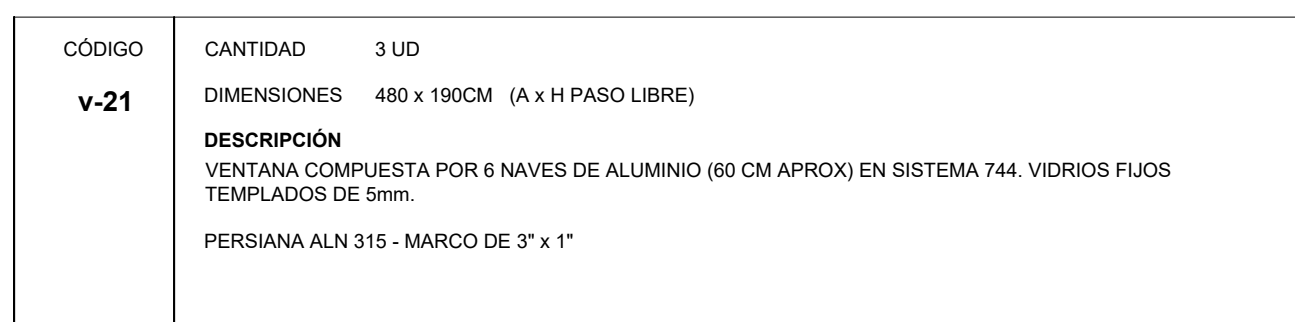 CÓDIGO
v-21
CANTIDAD 3 UD
DIMENSIONES 480 x 190CM (A x H PASO LIBRE)
DESCRIPCIÓN
VENTANA COMPUESTA POR 6 NAVES DE ALUMINIO (60 CM APROX) EN SISTEMA 744. VIDRIOS FIJOS
TEMPLADOS DE 5mm.
PERSIANA ALN 315 - MARCO DE 3" x 1"